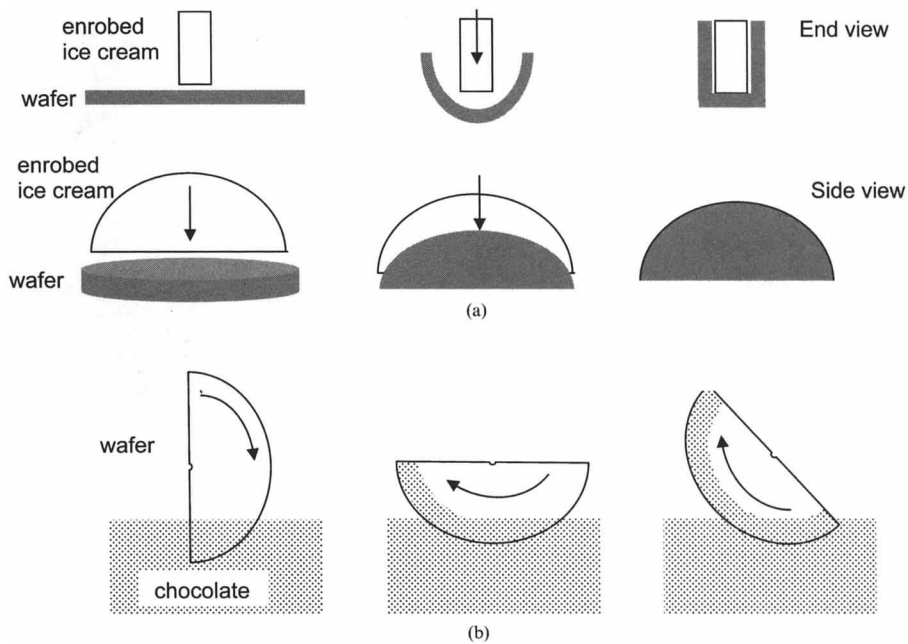 enrobed
ice cream
End view
wafer
enrobed
ice cream
Side view
wafer
(a)
wafer
chocolate
(b)